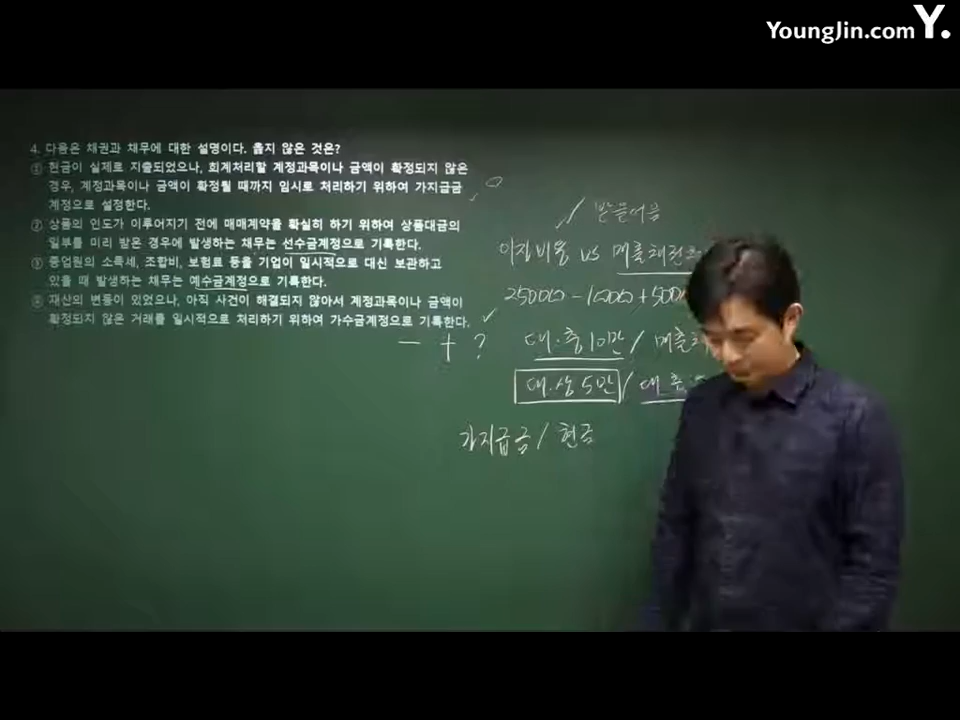 YoungJin.com Y.
4. 다음은 채권과 채무에 대한 설명이다. 옳지 않은 것은?
① 현금이 실제로 지출되었으나, 회계처리할 계정과목이나 금액이 확정되지 않은
경우, 계정과목이나 금액이 확정될 때까지 임시로 처리하기 위하여 가지급금
계정으로 설정한다.
② 상품의 인도가 이루어지기 전에 매매계약을 확실히 하기 위하여 상품대금의
일부를 미리 받은 경우에 발생하는 채무는 선수금계정으로 기록한다.
③ 종업원의 소득세, 조합비, 보험료 등을 기업이 일시적으로 대신 보관하고
있을 때 발생하는 채무는 예수금계정으로 기록한다.
④ 재산의 변동이 있었으나, 아직 사건이 해결되지 않아서 계정과목이나 금액이
확정되지 않은 거래를 일시적으로 처리하기 위하여 가수금계정으로 기록한다.
/ 받을어음
이자비용 vs 매출채권
대.충 10만 / 매출
대.상 5만 / 대.충
- + ?
가지급금 / 현금